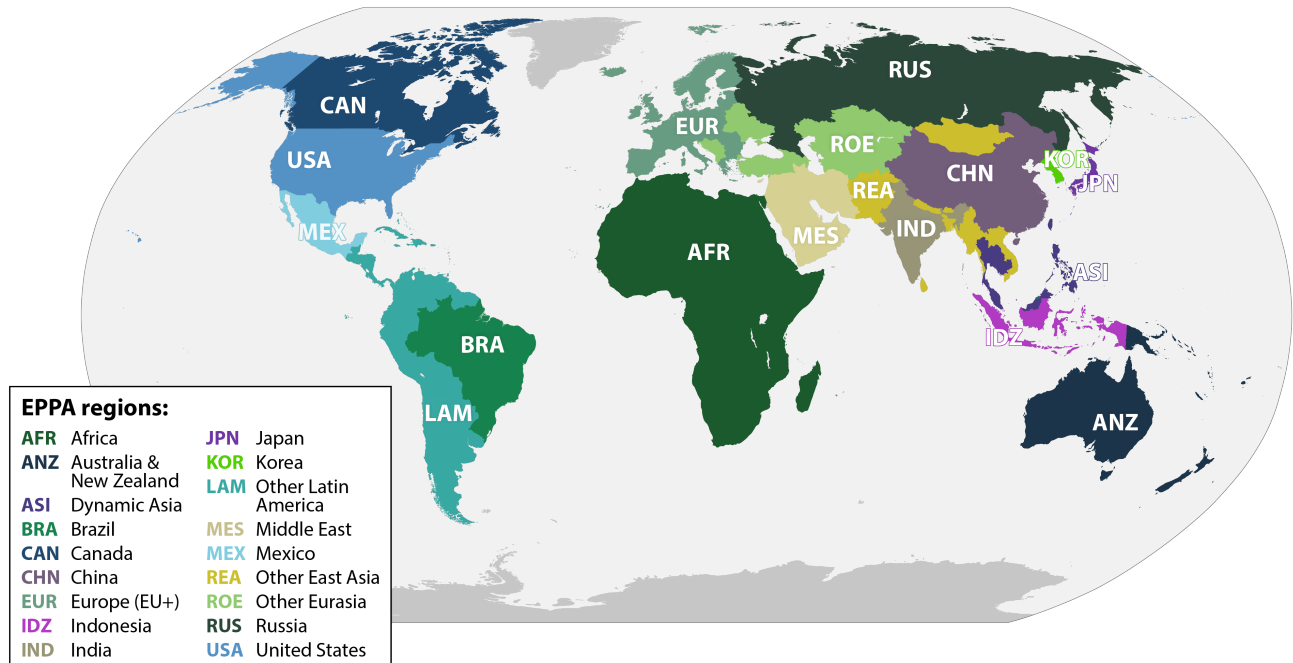 RUS
CAN
EUR
ROE
KOR
USA
CHN
JPN
REA
MEX
IND
MES
AFR
ASI
IDZ
BRA
LAM
ANZ
EPPA regions:
AFR Africa
ANZ Australia &
New Zealand
ASI Dynamic Asia
BRA Brazil
CAN Canada
CHN China
EUR Europe (EU+)
IDZ Indonesia
IND India
JPN Japan
KOR Korea
LAM Other Latin
America
MES Middle East
MEX Mexico
REA Other East Asia
ROE Other Eurasia
RUS Russia
USA United States